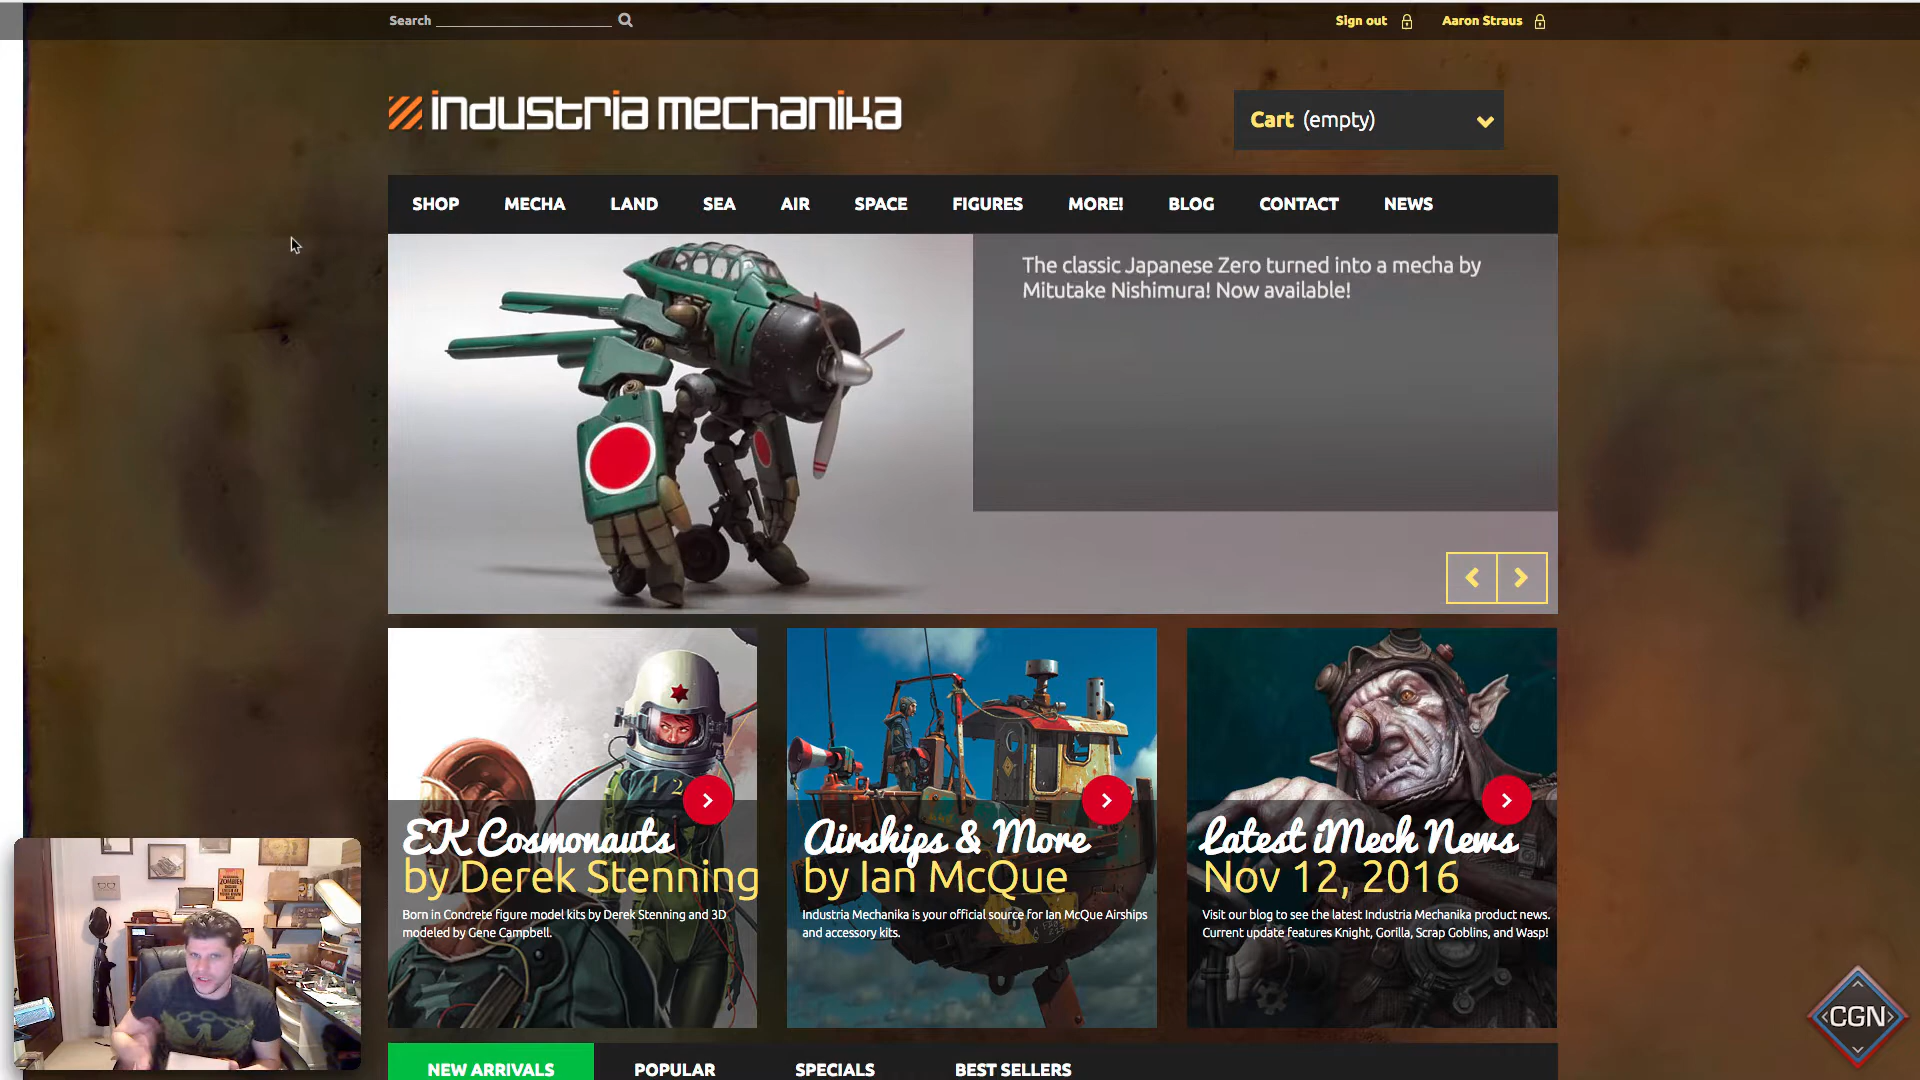 Search
Sign out
Aaron Straus
industria mechanika
Cart (empty)
SHOP MECHA LAND SEA AIR SPACE FIGURES MORE! BLOG CONTACT NEWS
The classic Japanese Zero turned into a mecha by
Mitutake Nishimura! Now available!
EK Cosmonauts
by Derek Stenning
Born in Concrete figure model kits by Derek Stenning and 3D
modeled by Gene Campbell.
Airships & More
by Ian McQue
Industria Mechanika is your official source for Ian McQue Airships
and accessory kits.
Latest iMech News
Nov 12, 2016
Visit our blog to see the latest Industria Mechanika product news.
Current update features Knight, Gorilla, Scrap Goblins, and Wasp!
12
ZOMBIES
CGN
NEW ARRIVALS POPULAR SPECIALS BEST SELLERS